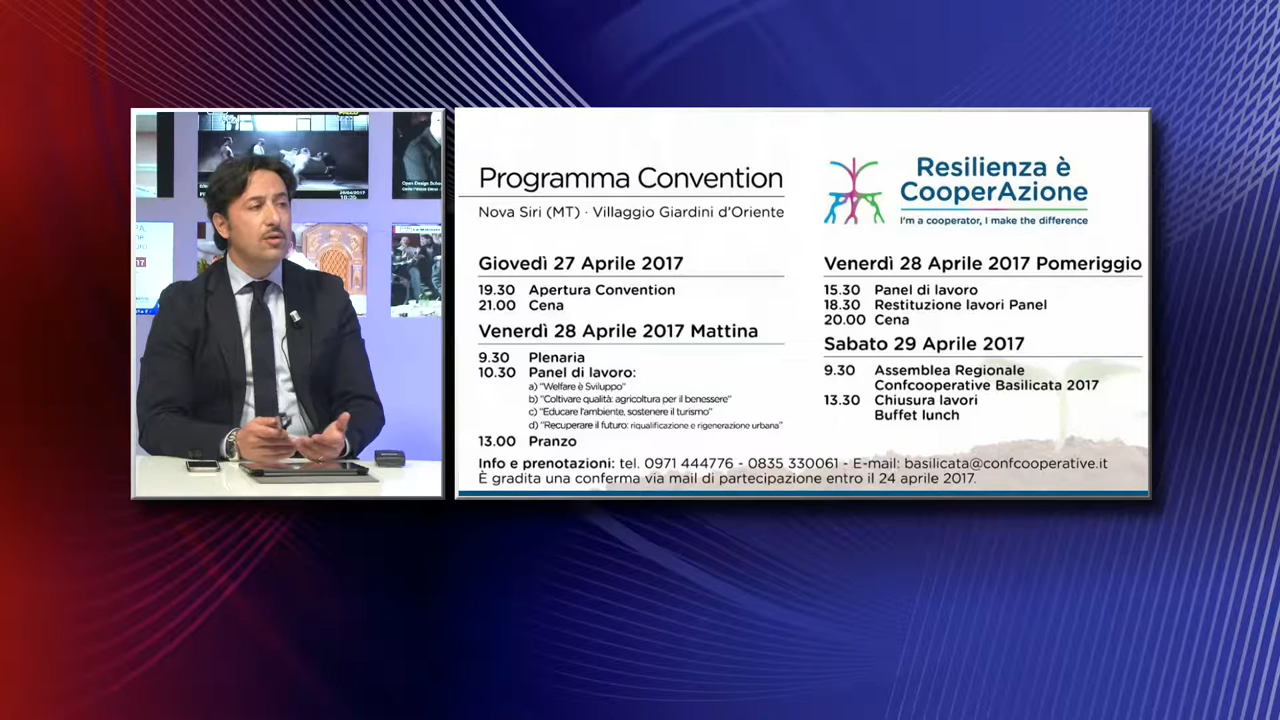 Programma Convention
Nova Siri (MT) · Villaggio Giardini d'Oriente
Giovedì 27 Aprile 2017
19.30 Apertura Convention
21.00 Cena
Venerdì 28 Aprile 2017 Mattina
9.30 Plenaria
10.30 Panel di lavoro:
a) "Welfare è Sviluppo"
b) "Coltivare qualità: agricoltura per il benessere"
c) "Educare l'ambiente, sostenere il turismo"
d) "Recuperare il futuro: riqualificazione e rigenerazione urbana"
13.00 Pranzo
Resilienza è
CooperAzione
I'm a cooperator, I make the difference
Venerdì 28 Aprile 2017 Pomeriggio
15.30 Panel di lavoro
18.30 Restituzione lavori Panel
20.00 Cena
Sabato 29 Aprile 2017
9.30 Assemblea Regionale
Confcooperative Basilicata 2017
13.30 Chiusura lavori
Buffet lunch
Info e prenotazioni: tel. 0971 444776 - 0835 330061 - E-mail: basilicata@confcooperative.it
È gradita una conferma via mail di partecipazione entro il 24 aprile 2017.